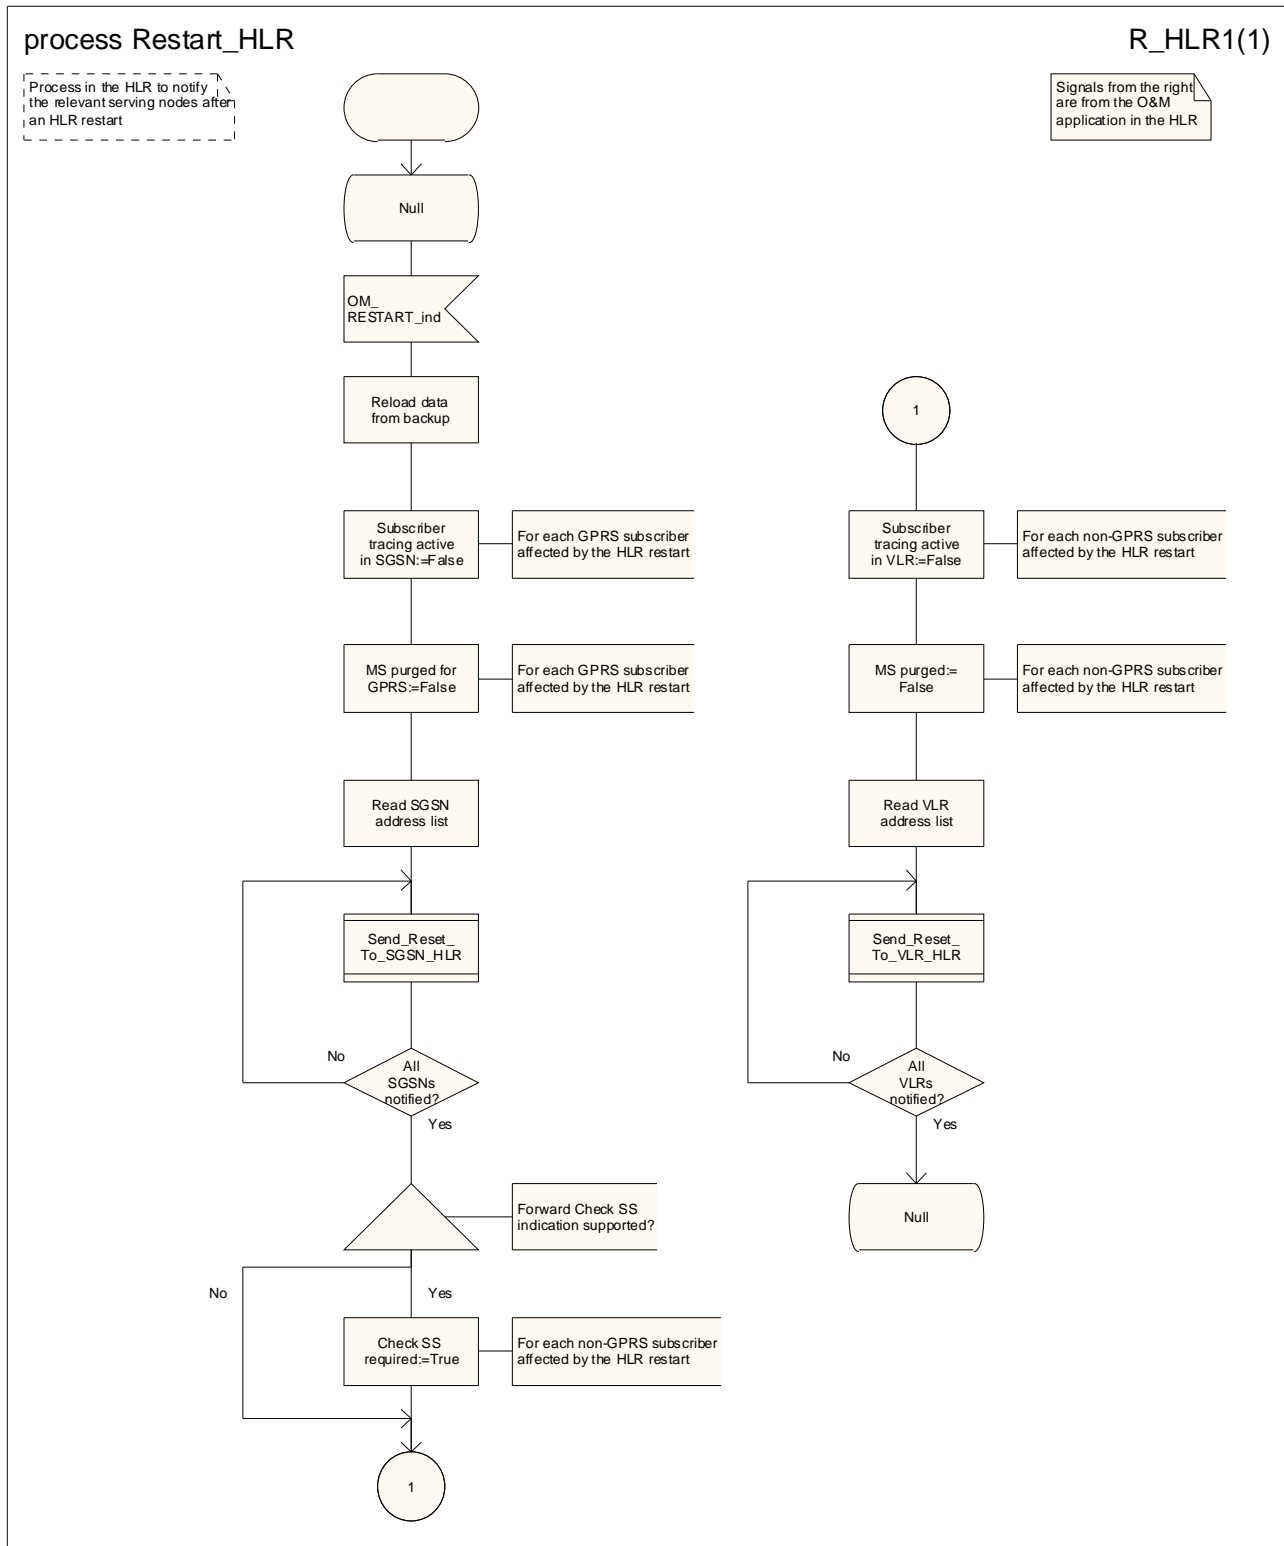 process Restart_HLR
R_HLR1(1)
Process in the HLR to notify
the relevant serving nodes after
an HLR restart
Signals from the right
are from the O&M
application in the HLR
Null
OM_
RESTART_ind
Reload data
from backup
Subscriber
tracing active
in SGSN:=False
For each GPRS subscriber
affected by the HLR restart
MS purged for
GPRS:=False
For each GPRS subscriber
affected by the HLR restart
Read SGSN
address list
Send_Reset_
To_SGSN_HLR
No
All
SGSNs
notified?
Yes
Forward Check SS
indication supported?
No
Yes
Check SS
required:=True
For each non-GPRS subscriber
affected by the HLR restart
1
1
Subscriber
tracing active
in VLR:=False
For each non-GPRS subscriber
affected by the HLR restart
MS purged:=
False
For each non-GPRS subscriber
affected by the HLR restart
Read VLR
address list
Send_Reset_
To_VLR_HLR
No
All
VLRs
notified?
Yes
Null